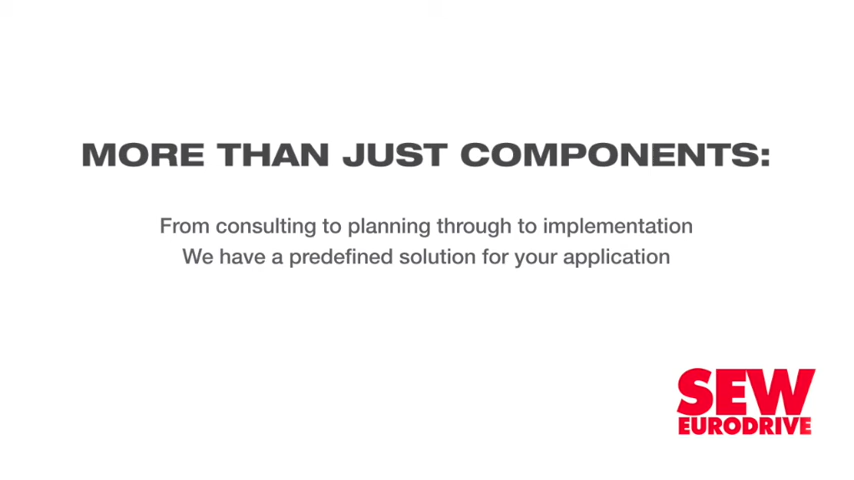 MORE THAN JUST COMPONENTS:
From consulting to planning through to implementation
We have a predefined solution for your application
SEW
EURODRIVE